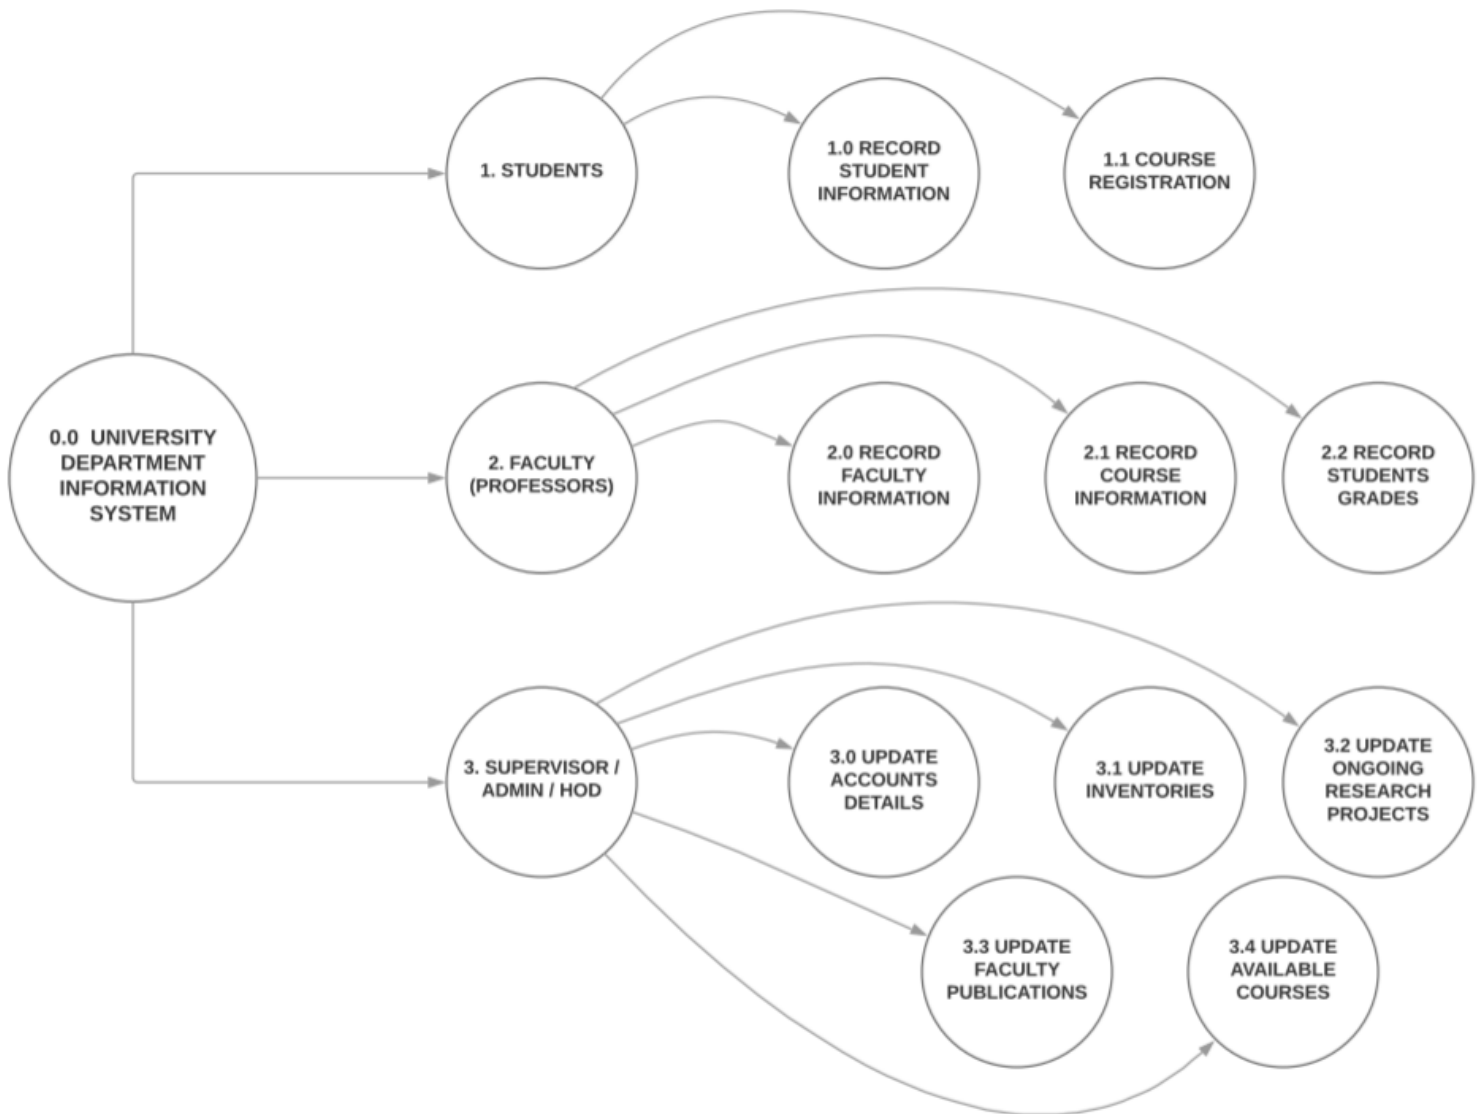 1. STUDENTS
1.0 RECORD
STUDENT
INFORMATION
1.1 COURSE
REGISTRATION
0.0 UNIVERSITY
DEPARTMENT
INFORMATION
SYSTEM
2. FACULTY
(PROFESSORS)
2.0 RECORD
FACULTY
INFORMATION
2.1 RECORD
COURSE
INFORMATION
2.2 RECORD
STUDENTS
GRADES
3. SUPERVISOR /
ADMIN / HOD
3.0 UPDATE
ACCOUNTS
DETAILS
3.1 UPDATE
INVENTORIES
3.2 UPDATE
ONGOING
RESEARCH
PROJECTS
3.3 UPDATE
FACULTY
PUBLICATIONS
3.4 UPDATE
AVAILABLE
COURSES